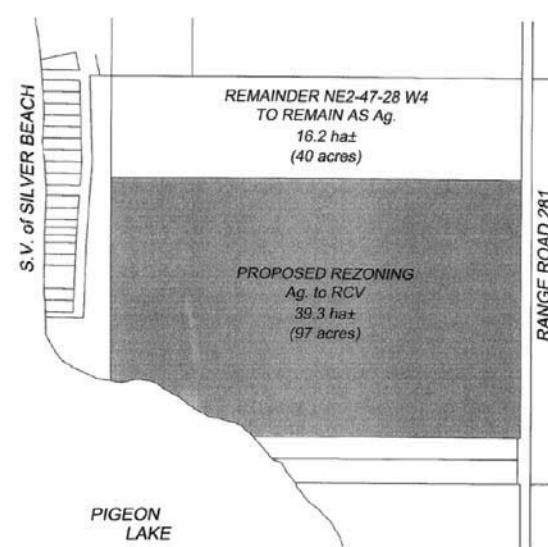 REMAINDER NE2-47-28 W4
TO REMAIN AS Ag.
16.2 ha±
(40 acres)
S.V. of SILVER BEACH
PROPOSED REZONING
Ag. to RCV
39.3 ha±
(97 acres)
RANGE ROAD 281
PIGEON
LAKE